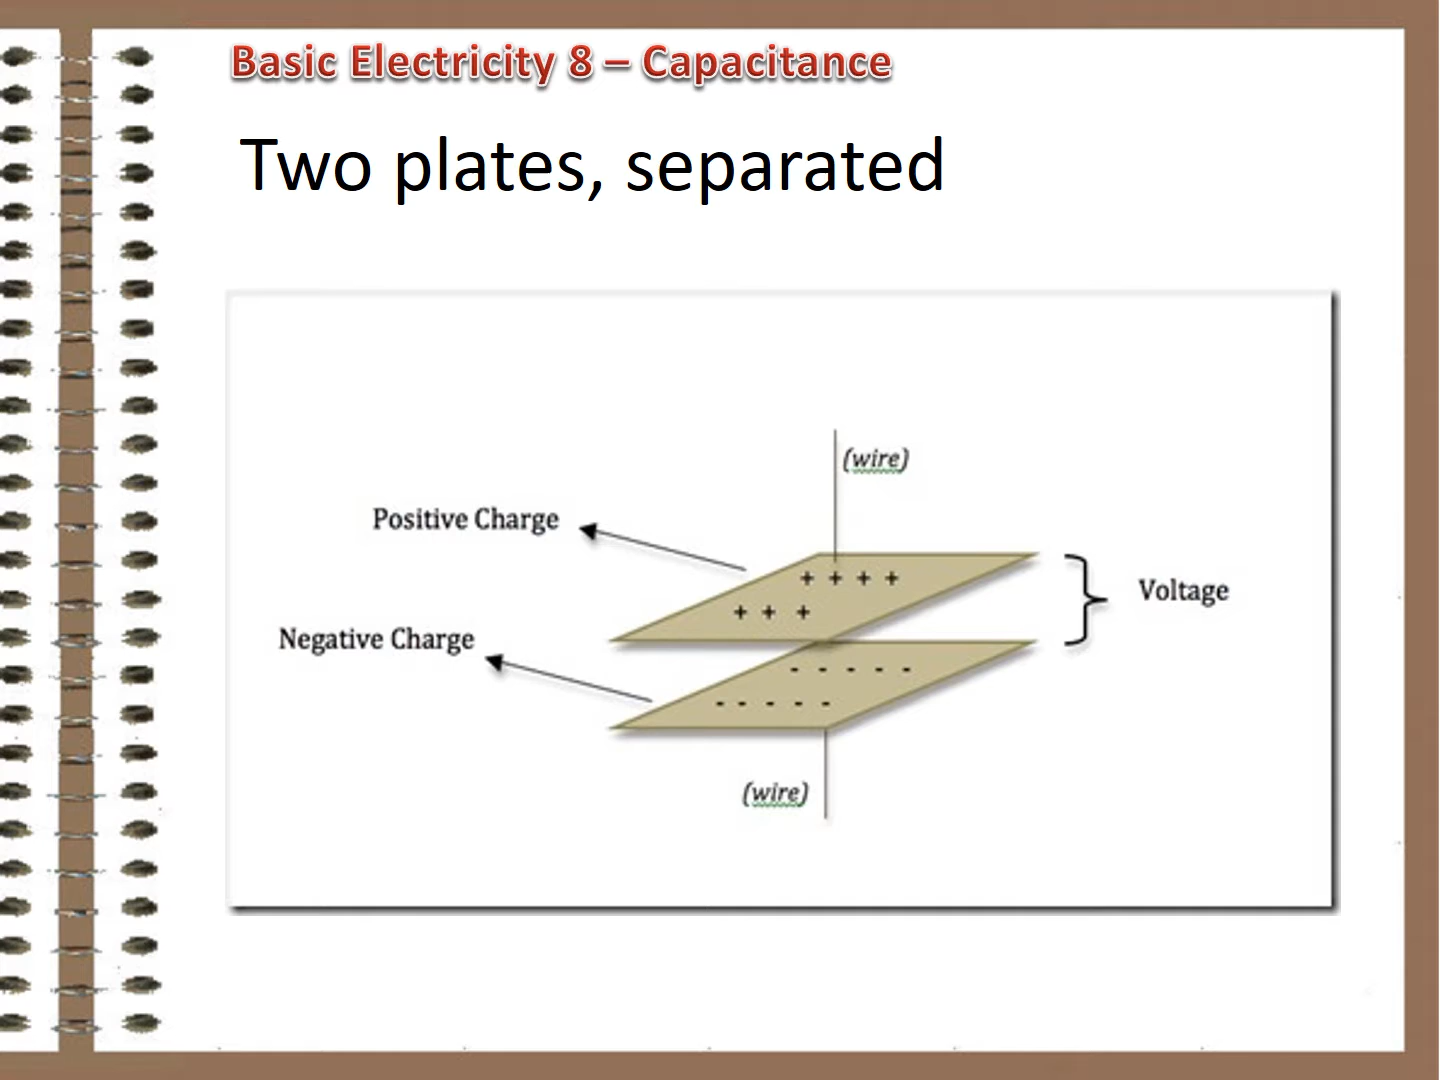 Basic Electricity 8 – Capacitance
Two plates, separated
(wire)
Positive Charge
+ + + +
Voltage
+ + +
Negative Charge
- - - - -
- - - - -
(wire)